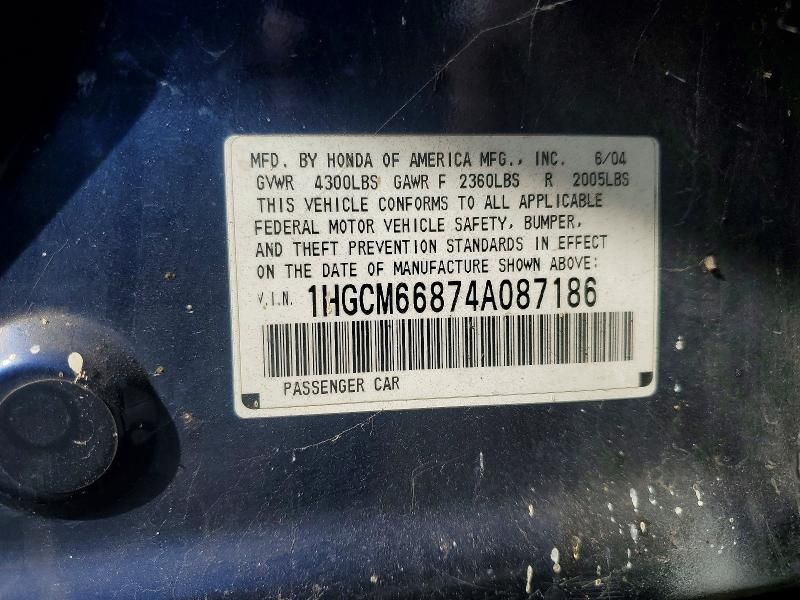 MFD. BY HONDA OF AMERICA MFG., INC. 6/04
GVWR 4300LBS GAWR F 2360LBS R 2005LBS
THIS VEHICLE CONFORMS TO ALL APPLICABLE
FEDERAL MOTOR VEHICLE SAFETY, BUMPER,
AND THEFT PREVENTION STANDARDS IN EFFECT
ON THE DATE OF MANUFACTURE SHOWN ABOVE:
V.I.N. 1HGCM66874A087186
PASSENGER CAR